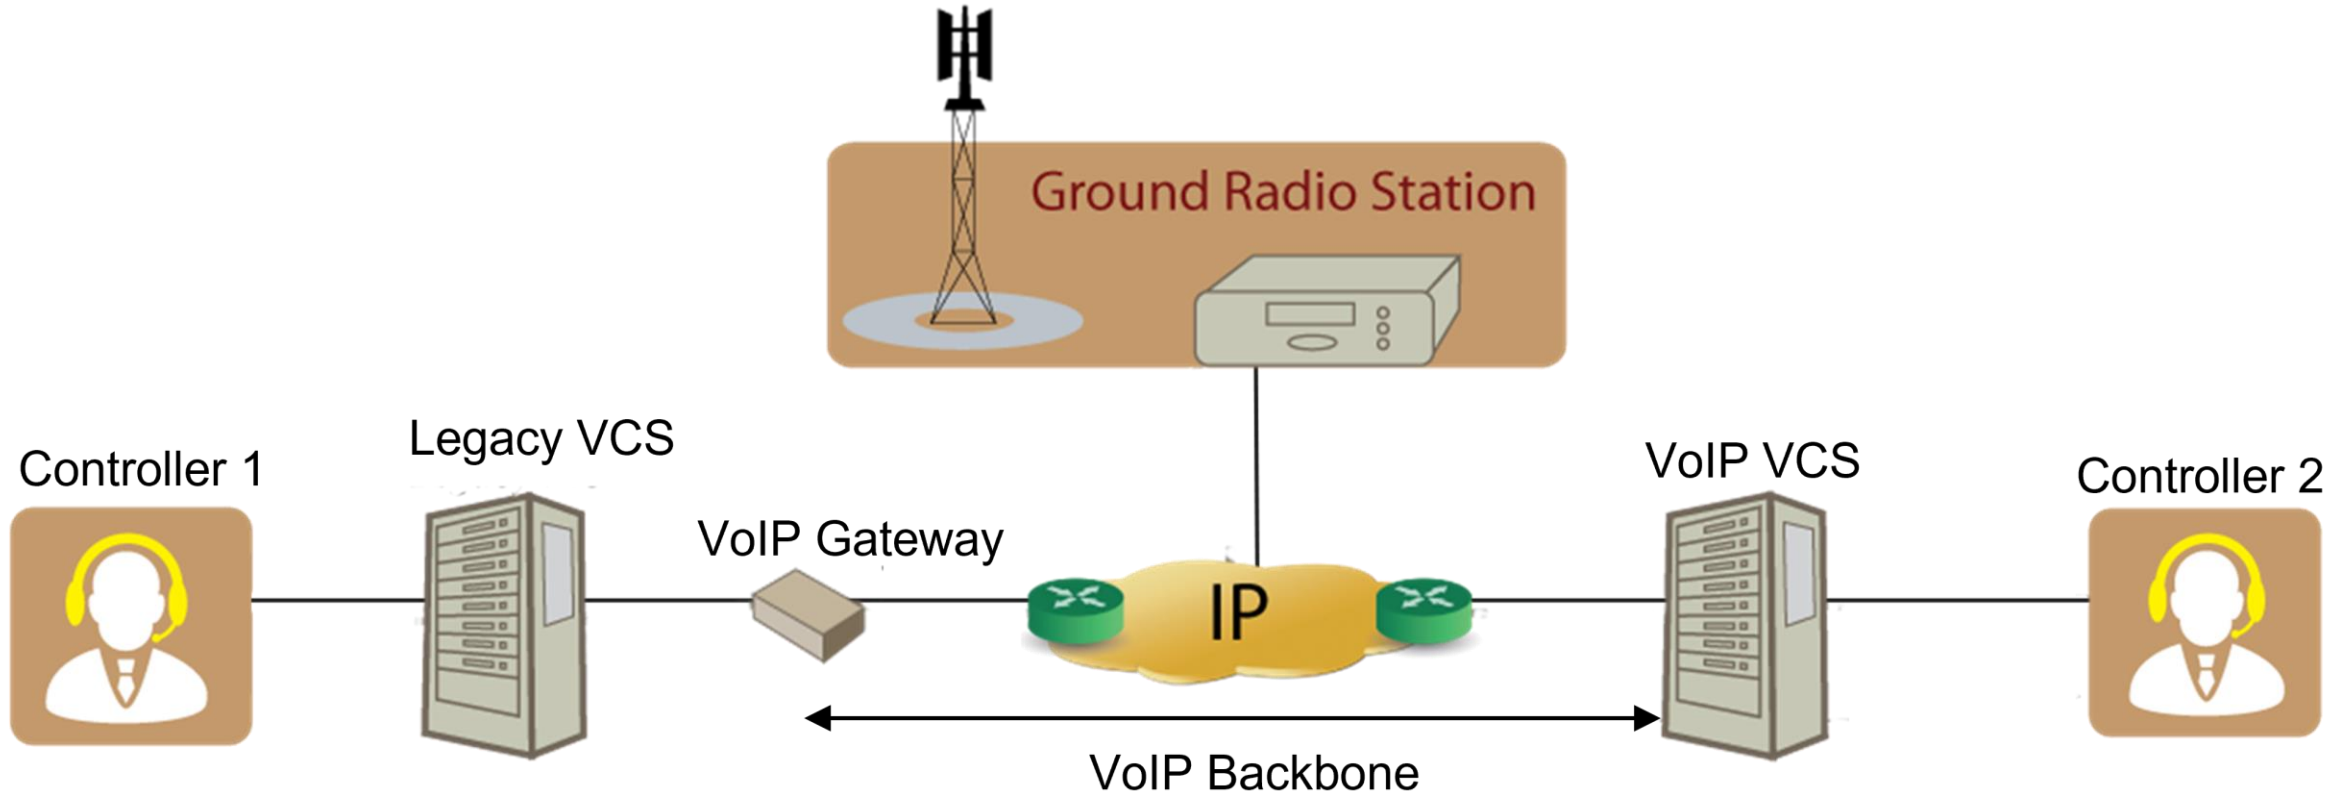 Ground Radio Station
Legacy VCS
Controller 1
VoIP VCS
Controller 2
VoIP Gateway
IP
VoIP Backbone